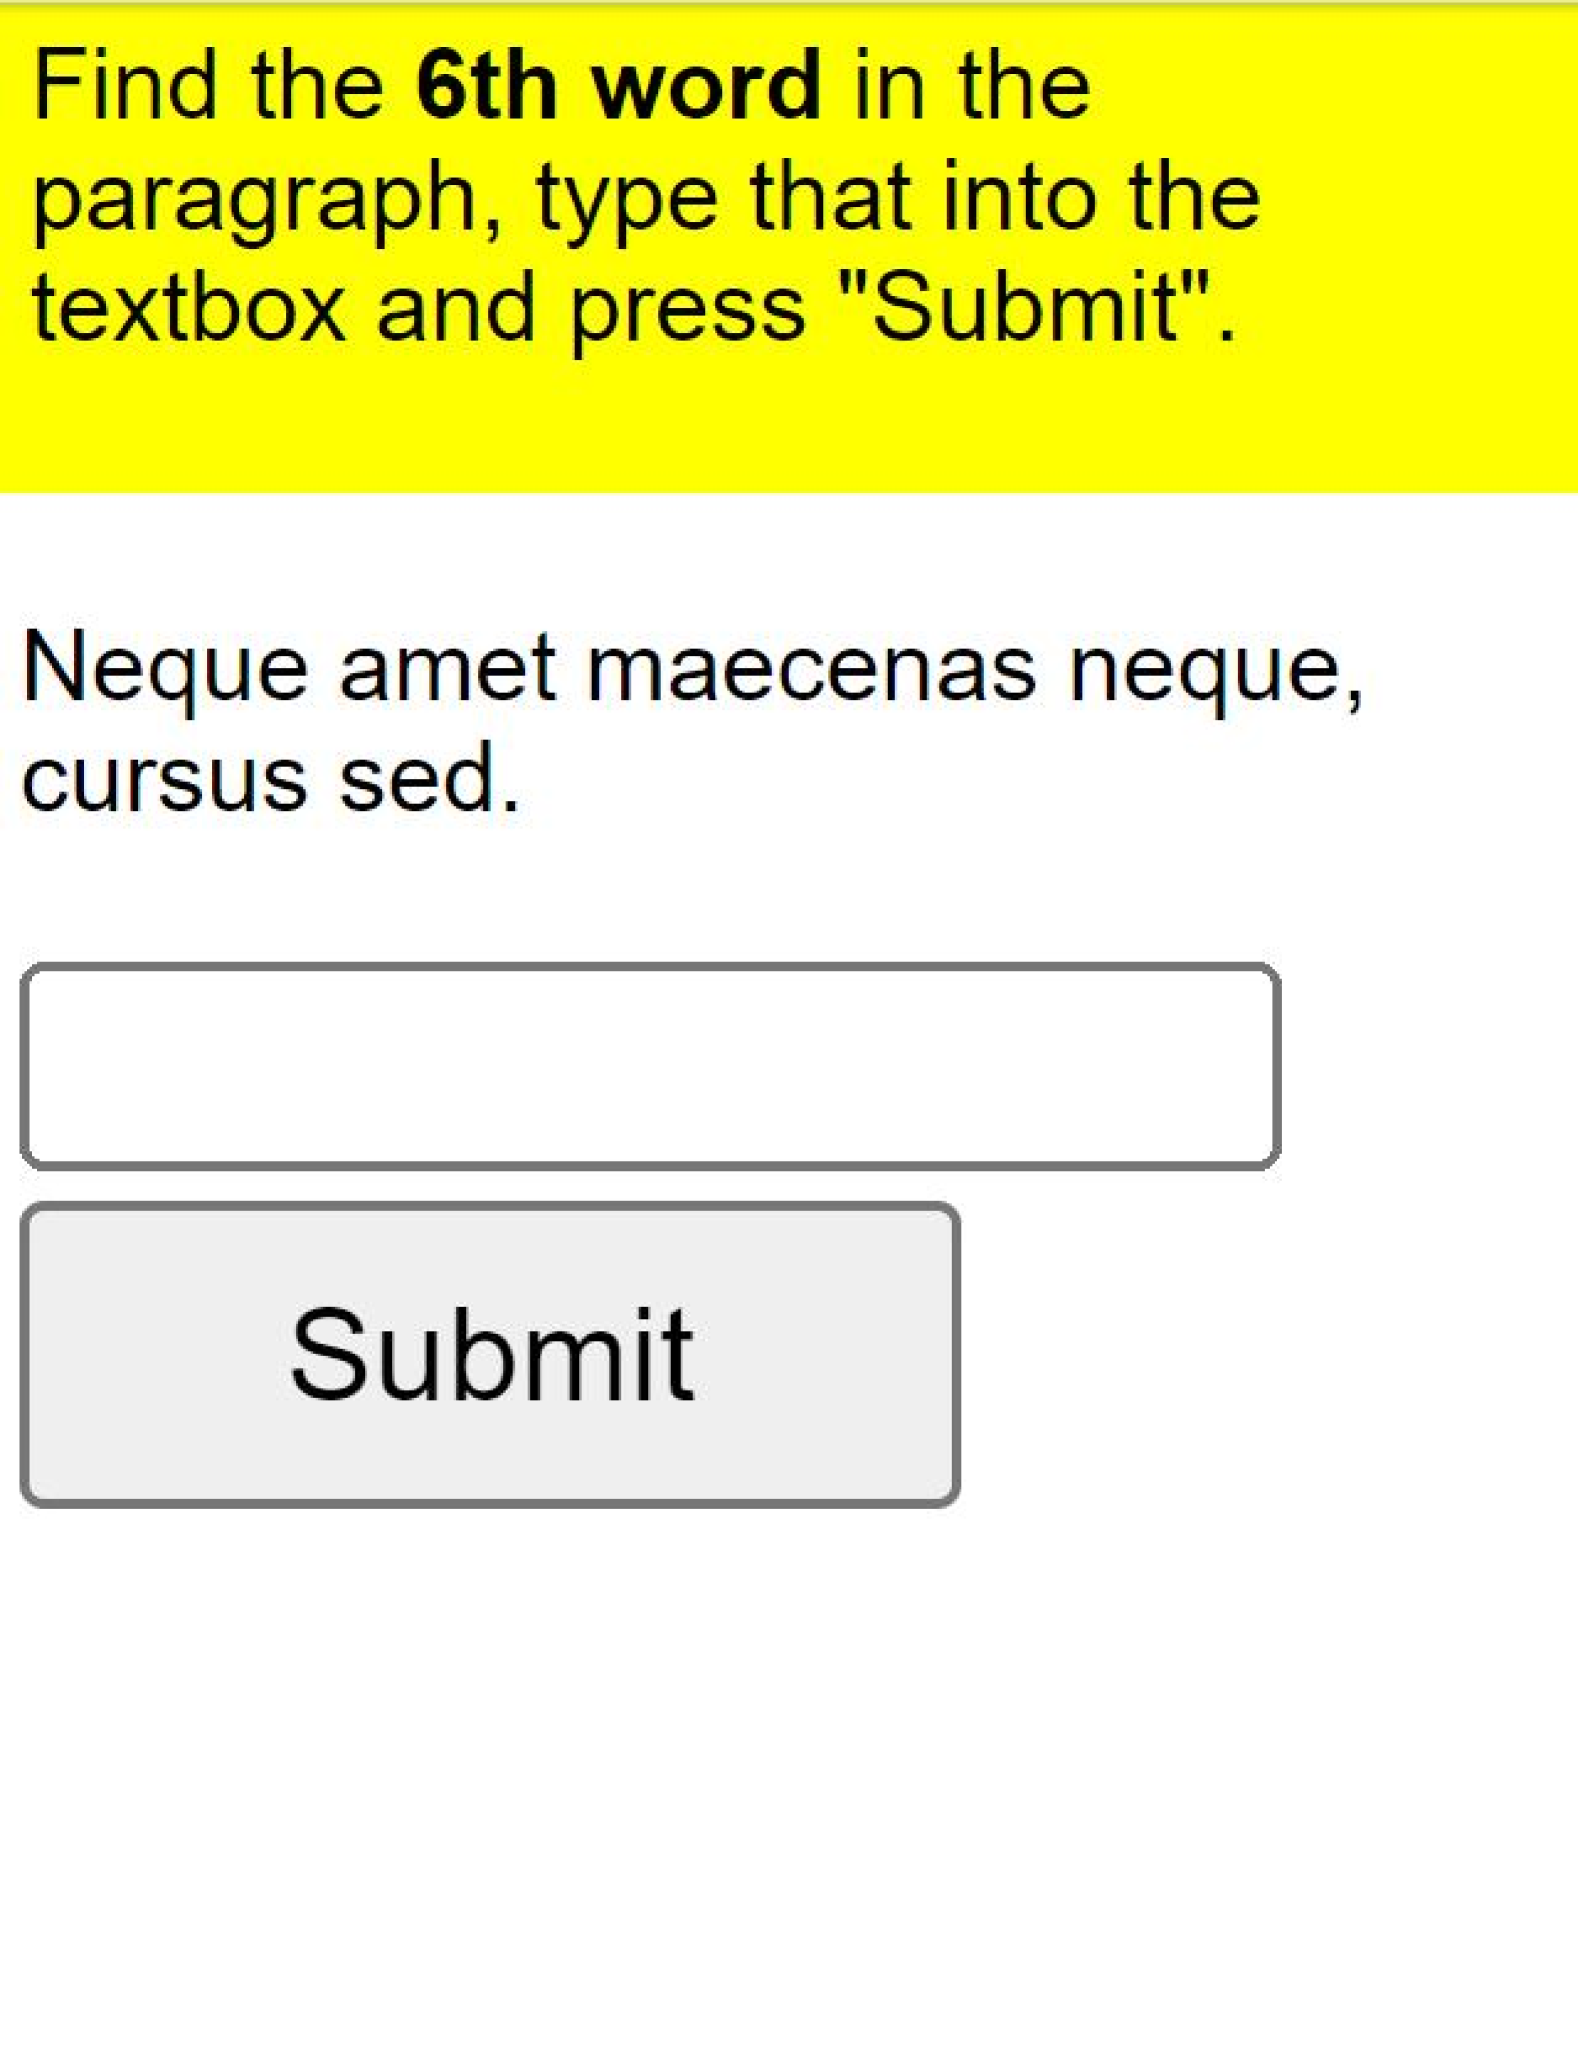 Find the 6th word in the
paragraph, type that into the
textbox and press "Submit".
Neque amet maecenas neque,
cursus sed.
Submit